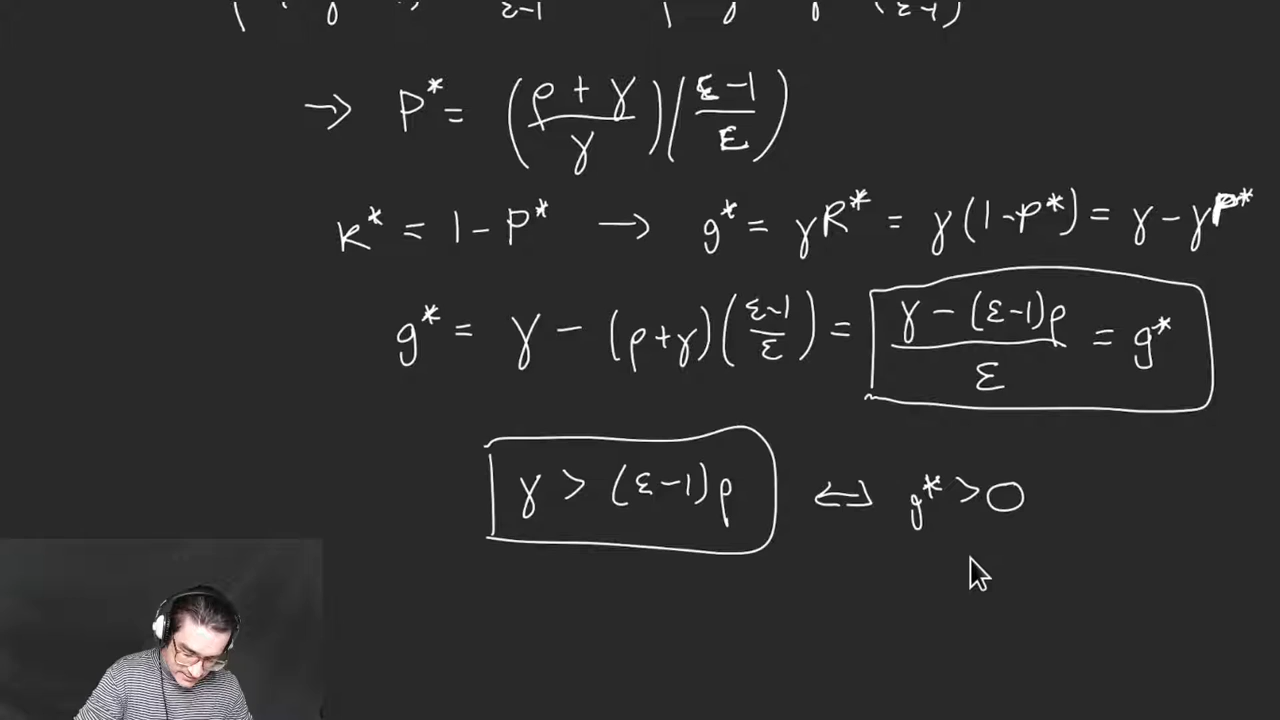 → P* = ((ρ + γ)/γ)((ε-1)/ε)
R* = 1 - P* → g* = γR* = γ(1-P*) = γ - γP*
g* = γ - (ρ+γ)((ε-1)/ε) = (γ - (ε-1)ρ)/ε = g*
γ > (ε-1)ρ ⟺ g* > 0